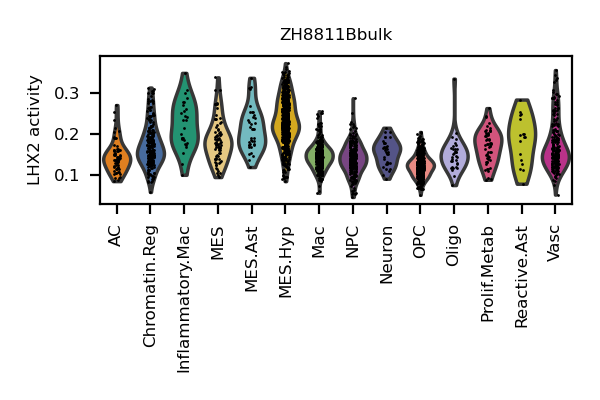 ZH8811Bbulk
LHX2 activity
0.3
0.2
0.1
AC
Chromatin.Reg
Inflammatory.Mac
MES
MES.Ast
MES.Hyp
Mac
NPC
Neuron
OPC
Oligo
Prolif.Metab
Reactive.Ast
Vasc